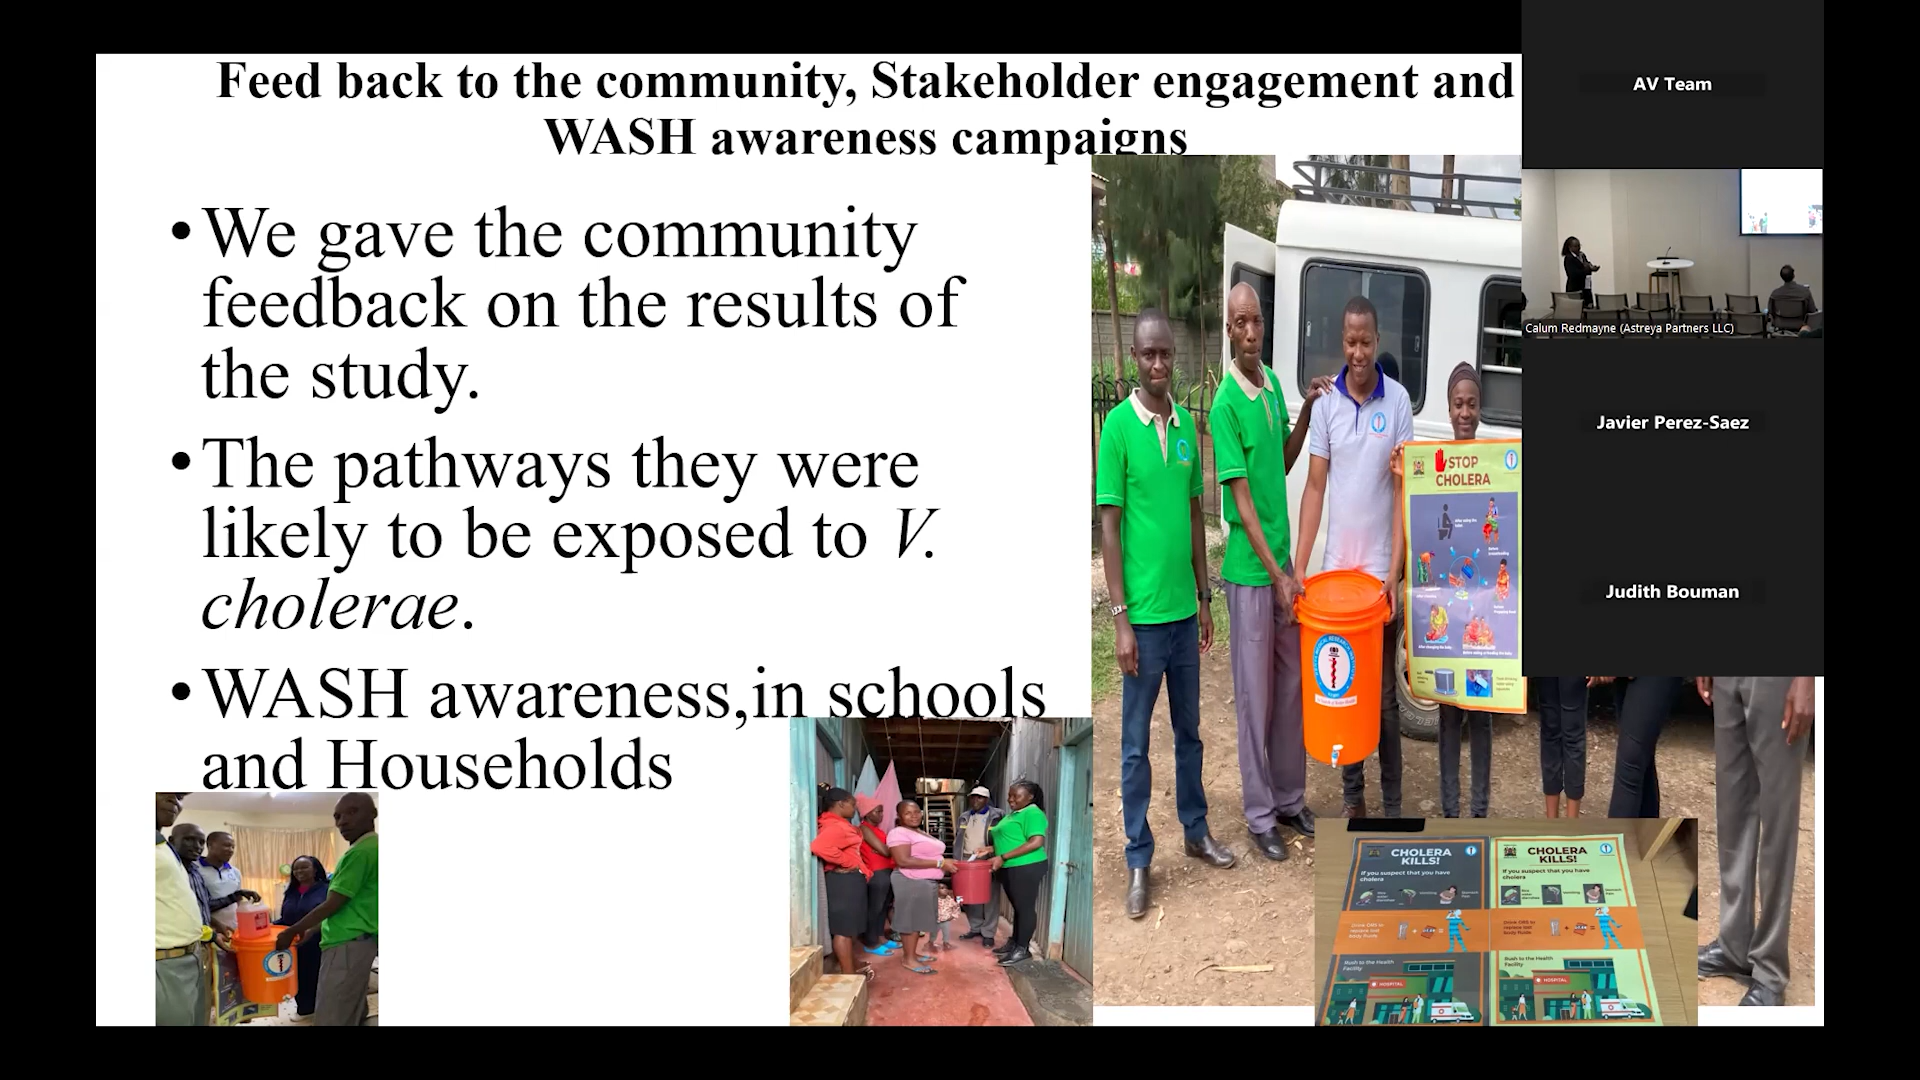 Feed back to the community, Stakeholder engagement and
WASH awareness campaigns
•We gave the community
feedback on the results of
the study.
•The pathways they were
likely to be exposed to V.
cholerae.
•WASH awareness,in schools
and Households
AV Team
Calum Redmayne (Astreya Partners LLC)
Javier Perez-Saez
Judith Bouman
STOP
CHOLERA
CHOLERA
KILLS!
If you suspect that you have
cholera
Rush to the Health
Facility
HOSPITAL
CHOLERA
KILLS!
If you suspect that you have
cholera
Rush to the Health
Facility
HOSPITAL